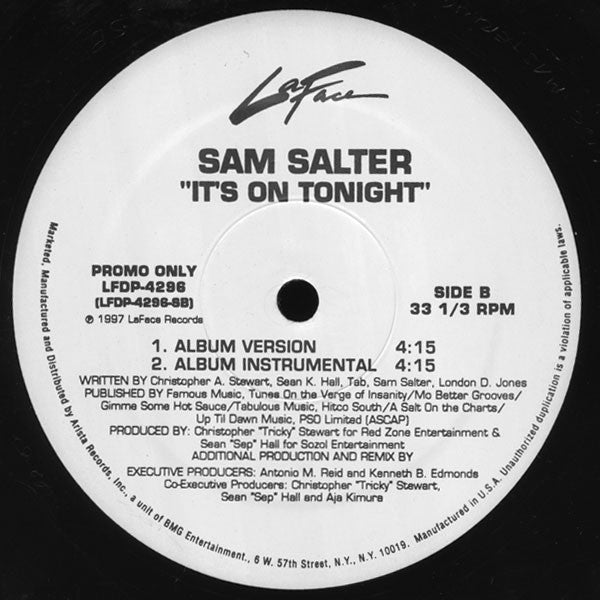 LaFace
SAM SALTER
"IT'S ON TONIGHT"
PROMO ONLY
LFDP-4296
(LFDP-4296-SB)
℗ 1997 LaFace Records
SIDE B
33 1/3 RPM
1. ALBUM VERSION 4:15
2. ALBUM INSTRUMENTAL 4:15
WRITTEN BY Christopher A. Stewart, Sean K. Hall, Tab, Sam Salter, London D. Jones
PUBLISHED BY Famous Music, Tunes On the Verge of Insanity/Mo Better Grooves/
Gimme Some Hot Sauce/Tabulous Music, Hitco South/A Salt On the Charts/
Up Til Dawn Music, PSO Limited (ASCAP)
PRODUCED BY: Christopher "Tricky" Stewart for Red Zone Entertainment &
Sean "Sep" Hall for Sozol Entertainment
ADDITIONAL PRODUCTION AND REMIX BY
EXECUTIVE PRODUCERS: Antonio M. Reid and Kenneth B. Edmonds
Co-Executive Producers: Christopher "Tricky" Stewart,
Sean "Sep" Hall and Aja Kimura
Marketed, Manufactured and Distributed by Arista Records, Inc., a unit of BMG Entertainment., 6 W. 57th Street, N.Y., N.Y. 10019. Manufactured in U.S.A. Unauthorized duplication is a violation of applicable laws.